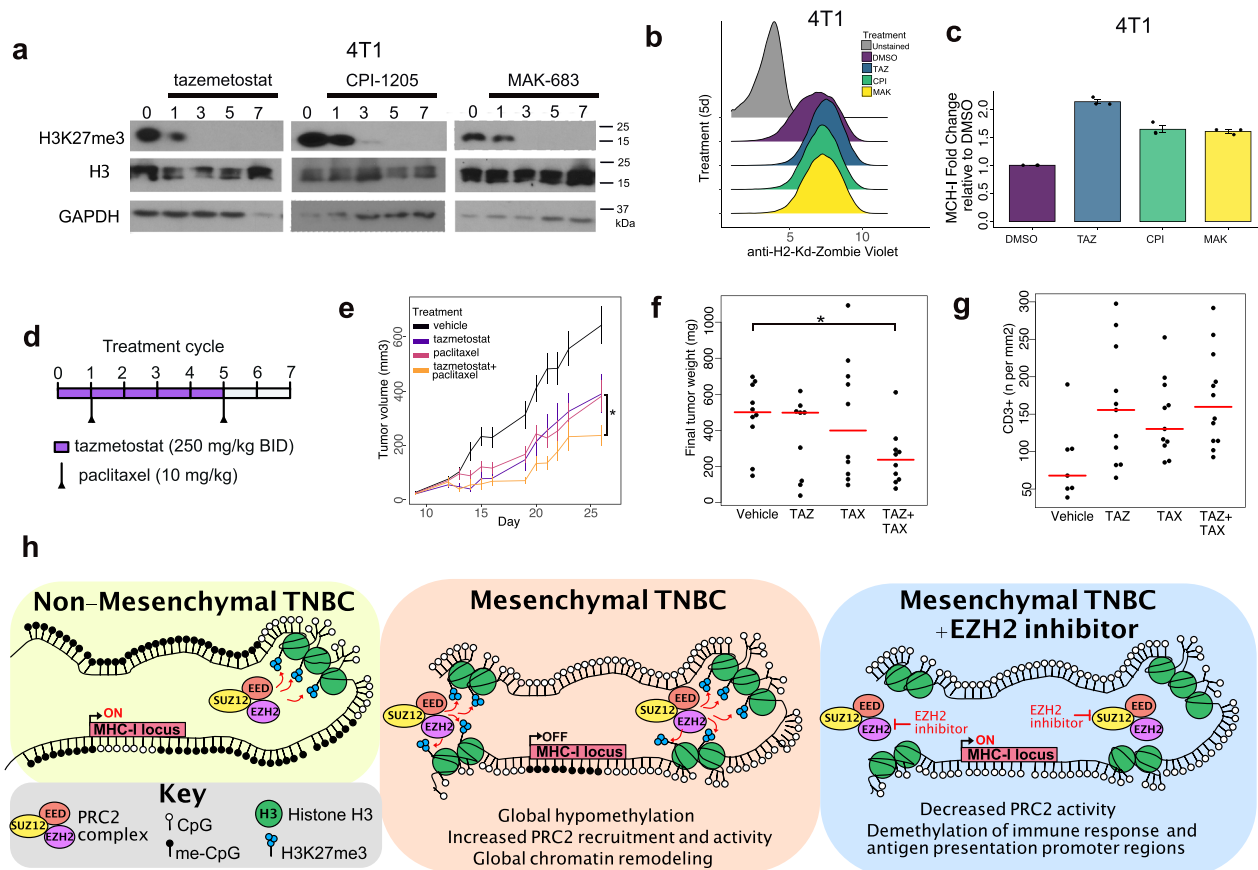 a
4T1
tazemetostat
CPI-1205
MAK-683
0 1 3 5 7
0 1 3 5 7
0 1 3 5 7
H3K27me3
25
15
H3
25
15
GAPDH
37
kDa
b
4T1
Treatment
Unstained
DMSO
TAZ
CPI
MAK
Treatment (5d)
5
10
anti-H2-Kd-Zombie Violet
c
4T1
MCH-I Fold Change
relative to DMSO
0.0
0.5
1.0
1.5
2.0
DMSO
TAZ
CPI
MAK
d
Treatment cycle
0 1 2 3 4 5 6 7
tazmetostat (250 mg/kg BID)
paclitaxel (10 mg/kg)
e
Treatment
vehicle
tazmetostat
paclitaxel
tazmetostat+
paclitaxel
Tumor volume (mm3)
0
200
400
600
*
10
15
20
25
Day
f
Final tumor weight (mg)
0
200
400
600
800
1000
*
Vehicle
TAZ
TAX
TAZ+
TAX
g
CD3+ (n per mm2)
50
100
150
200
250
300
Vehicle
TAZ
TAX
TAZ+
TAX
h
Non-Mesenchymal TNBC
EED
SUZ12
EZH2
ON
MHC-I locus
Key
EED
SUZ12
EZH2
PRC2
complex
CpG
me-CpG
H3
Histone H3
H3K27me3
Mesenchymal TNBC
EED
SUZ12
EZH2
EED
SUZ12
EZH2
OFF
MHC-I locus
Global hypomethylation
Increased PRC2 recruitment and activity
Global chromatin remodeling
Mesenchymal TNBC
+EZH2 inhibitor
EED
SUZ12
EZH2
EZH2
inhibitor
EZH2
inhibitor
EED
SUZ12
EZH2
ON
MHC-I locus
Decreased PRC2 activity
Demethylation of immune response and
antigen presentation promoter regions